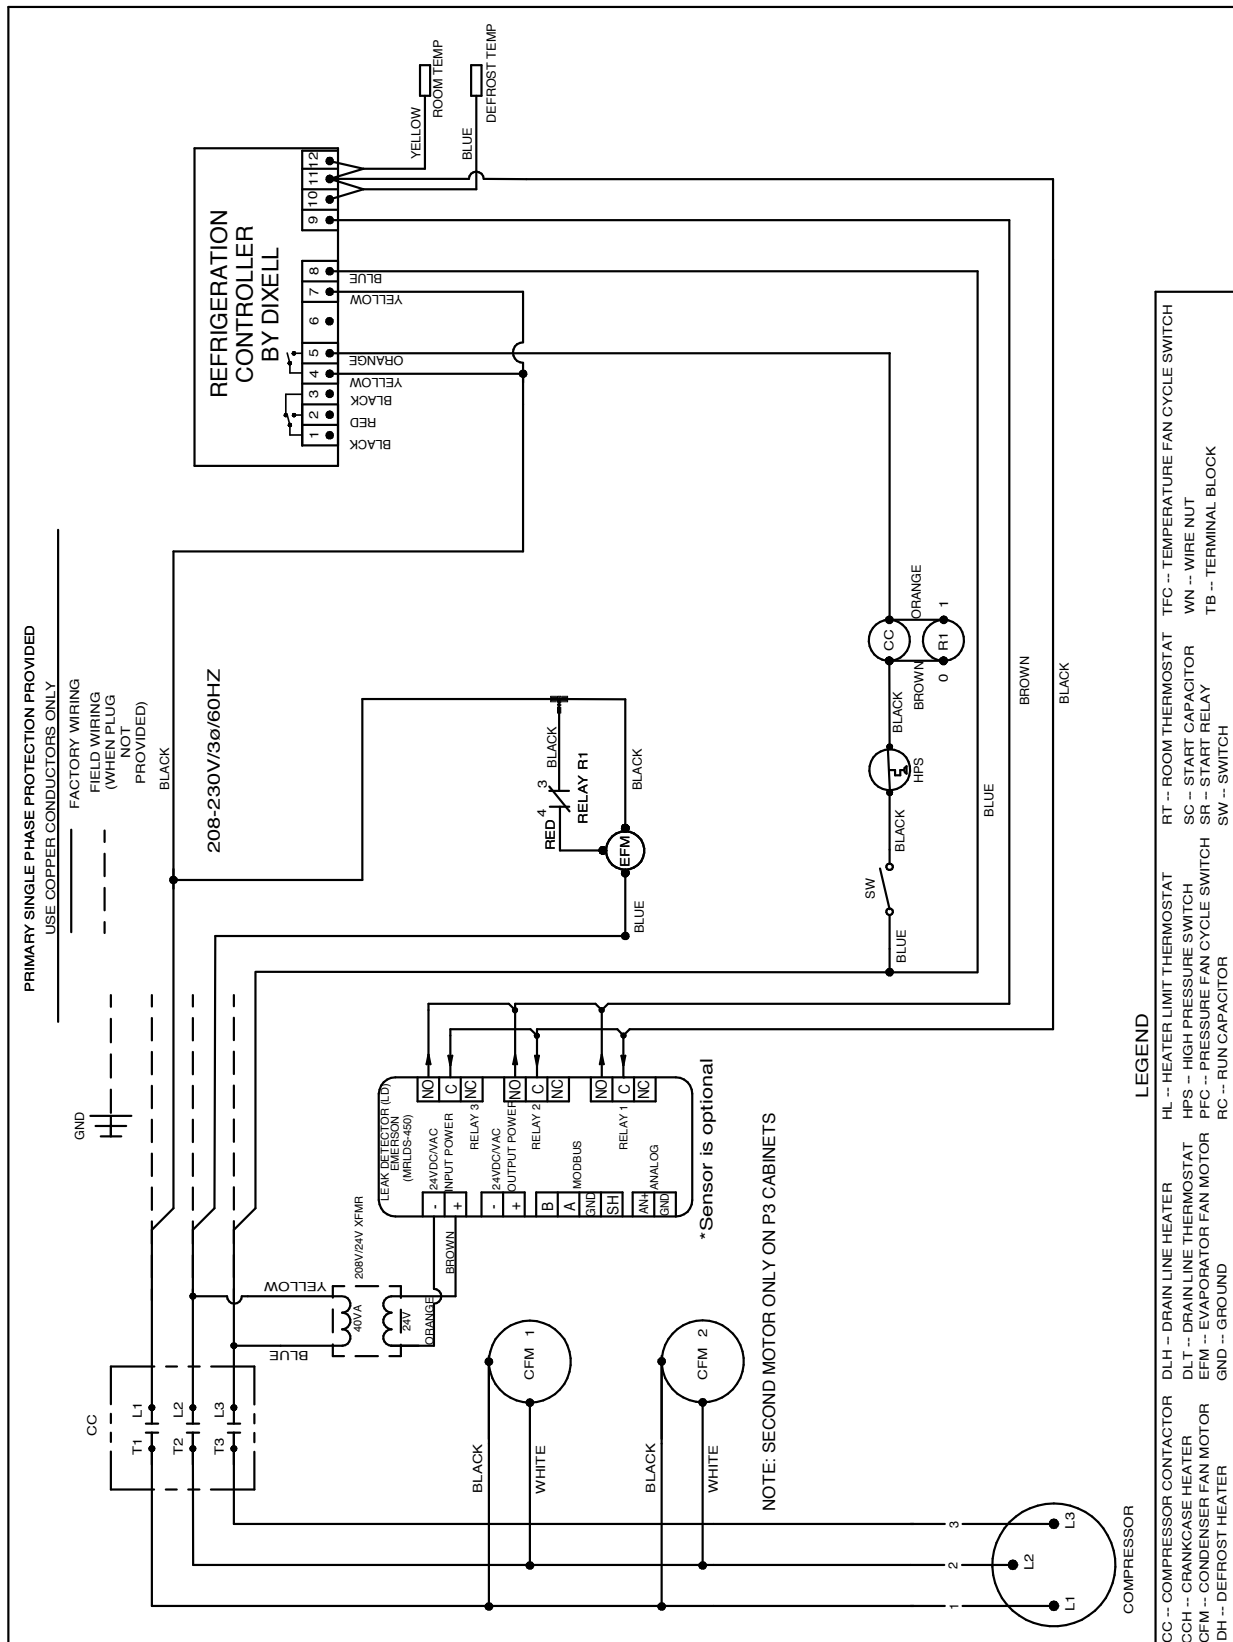 PRIMARY SINGLE PHASE PROTECTION PROVIDED
USE COPPER CONDUCTORS ONLY
FACTORY WIRING
FIELD WIRING
(WHEN PLUG
NOT
PROVIDED)
BLACK
208-230V/3ø/60HZ
GND
REFRIGERATION
CONTROLLER
BY DIXELL
1
2
3
4
5
6
7
8
9
10
11
12
BLACK
RED
BLACK
YELLOW
ORANGE
YELLOW
BLUE
YELLOW
ROOM TEMP
BLUE
DEFROST TEMP
CC
T1
L1
T2
L2
T3
L3
BLUE
YELLOW
208V/24V XFMR
40VA
24V
ORANGE
BROWN
LEAK DETECTOR (LD)
EMERSON
(MRLDS-450)
-
24VDC/VAC
+
INPUT POWER
-
24VDC/VAC
+
OUTPUT POWER
B
A
MODBUS
GND
SH
AN+
ANALOG
GND
NO
C
NC
RELAY 3
NO
C
NC
RELAY 2
NO
C
NC
RELAY 1
*Sensor is optional
BLACK
RED
4
3
RELAY R1
EFM
BLACK
BLUE
SW
BLUE
BLACK
HPS
BLACK
CC
R1
BROWN
ORANGE
0
1
BLUE
BROWN
BLACK
BLACK
WHITE
CFM 1
BLACK
WHITE
CFM 2
NOTE: SECOND MOTOR ONLY ON P3 CABINETS
1
2
3
L1
L2
L3
COMPRESSOR
LEGEND
CC -- COMPRESSOR CONTACTOR
CCH -- CRANKCASE HEATER
CFM -- CONDENSER FAN MOTOR
DH -- DEFROST HEATER
DLH -- DRAIN LINE HEATER
DLT -- DRAIN LINE THERMOSTAT
EFM -- EVAPORATOR FAN MOTOR
GND -- GROUND
HL -- HEATER LIMIT THERMOSTAT
HPS -- HIGH PRESSURE SWITCH
PFC -- PRESSURE FAN CYCLE SWITCH
RC -- RUN CAPACITOR
RT -- ROOM THERMOSTAT
SC -- START CAPACITOR
SR -- START RELAY
SW -- SWITCH
TFC -- TEMPERATURE FAN CYCLE SWITCH
WN -- WIRE NUT
TB -- TERMINAL BLOCK